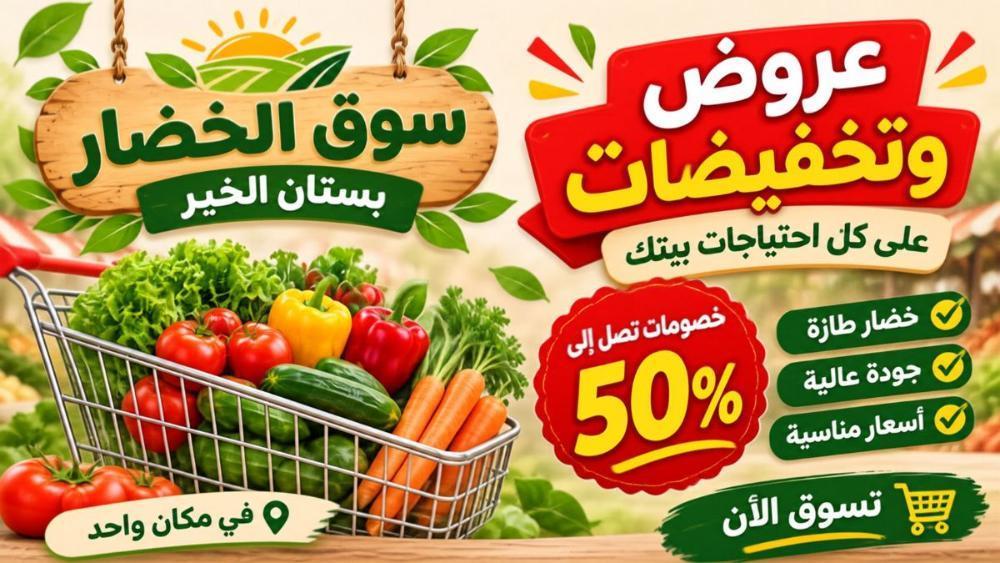 سوق الخضار
بستان الخير
عروض
وتخفيضات
على كل احتياجات بيتك
خصومات تصل إلى
50%
خضار طازة
جودة عالية
أسعار مناسبة
في مكان واحد
تسوق الأن